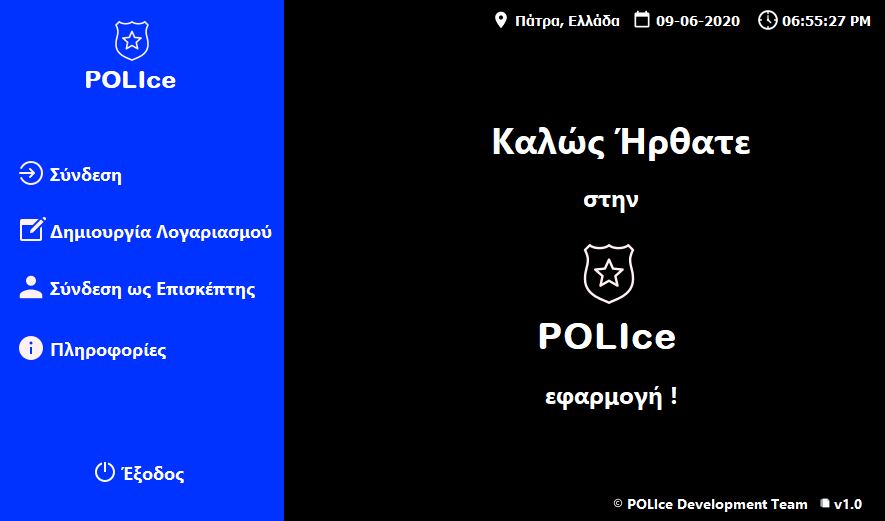 POLIce
Σύνδεση
Δημιουργία Λογαριασμού
Σύνδεση ως Επισκέπτης
Πληροφορίες
Έξοδος
Πάτρα, Ελλάδα 09-06-2020 06:55:27 PM
Καλώς Ήρθατε
στην
POLIce
εφαρμογή !
© POLIce Development Team v1.0